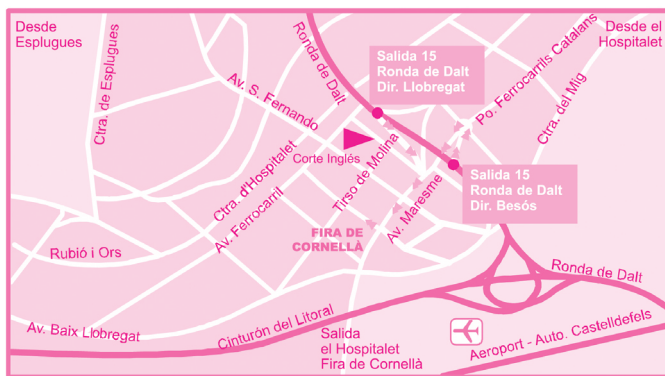 Desde
Esplugues
Ctra. de Esplugues
Av. S. Fernando
Ronda de Dalt
Salida 15
Ronda de Dalt
Dir. Llobregat
Po. Ferrocarrils Catalans
Desde el
Hospitalet
Ctra. del Mig
Corte Inglés
Tirso de Molina
Ctra. d'Hospitalet
Av. Ferrocarril
Av. Maresme
Salida 15
Ronda de Dalt
Dir. Besós
FIRA DE
CORNELLÀ
Rubió i Ors
Ronda de Dalt
Av. Baix Llobregat
Cinturón del Litoral
Salida
el Hospitalet
Fira de Cornellà
Aeroport - Auto. Castelldefels